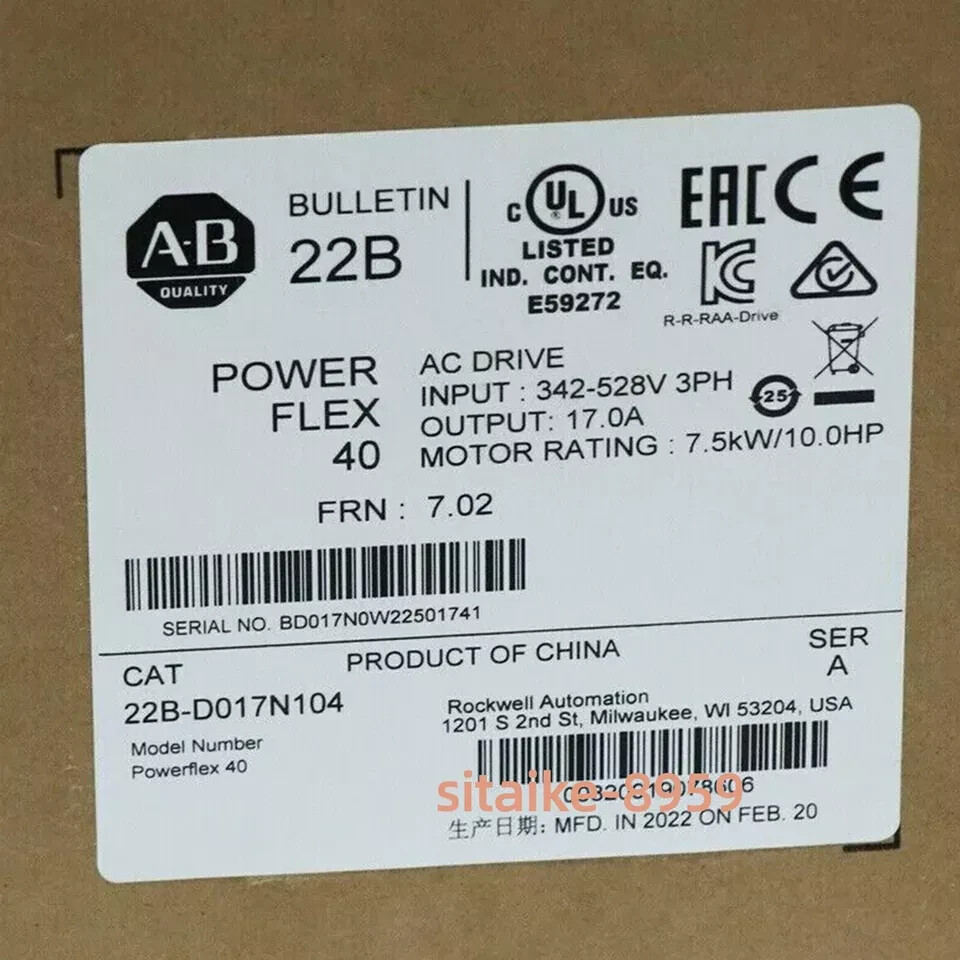 A-B
QUALITY
BULLETIN
22B
C UL US
®
LISTED
IND. CONT. EQ.
E59272
EAC CE
R-R-RAA-Drive
POWER
FLEX
40
AC DRIVE
INPUT : 342-528V 3PH
OUTPUT: 17.0A
MOTOR RATING : 7.5kW/10.0HP
25
FRN : 7.02
SERIAL NO. BD017N0W22501741
CAT
22B-D017N104
Model Number
Powerflex 40
PRODUCT OF CHINA
SER
A
Rockwell Automation
1201 S 2nd St, Milwaukee, WI 53204, USA
sitaike-8959
生产日期: MFD. IN 2022 ON FEB. 20